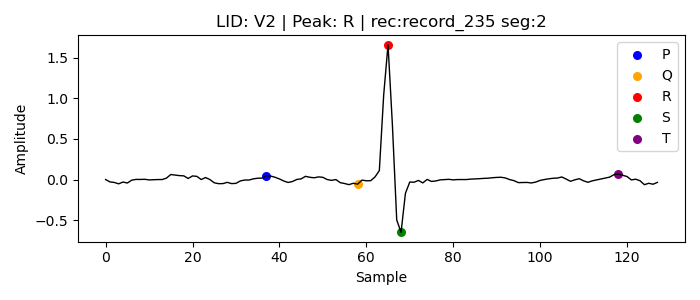 LID: V2 | Peak: R | rec:record_235 seg:2
Amplitude
1.5
1.0
0.5
0.0
−0.5
0
20
40
60
80
100
120
Sample
P
Q
R
S
T